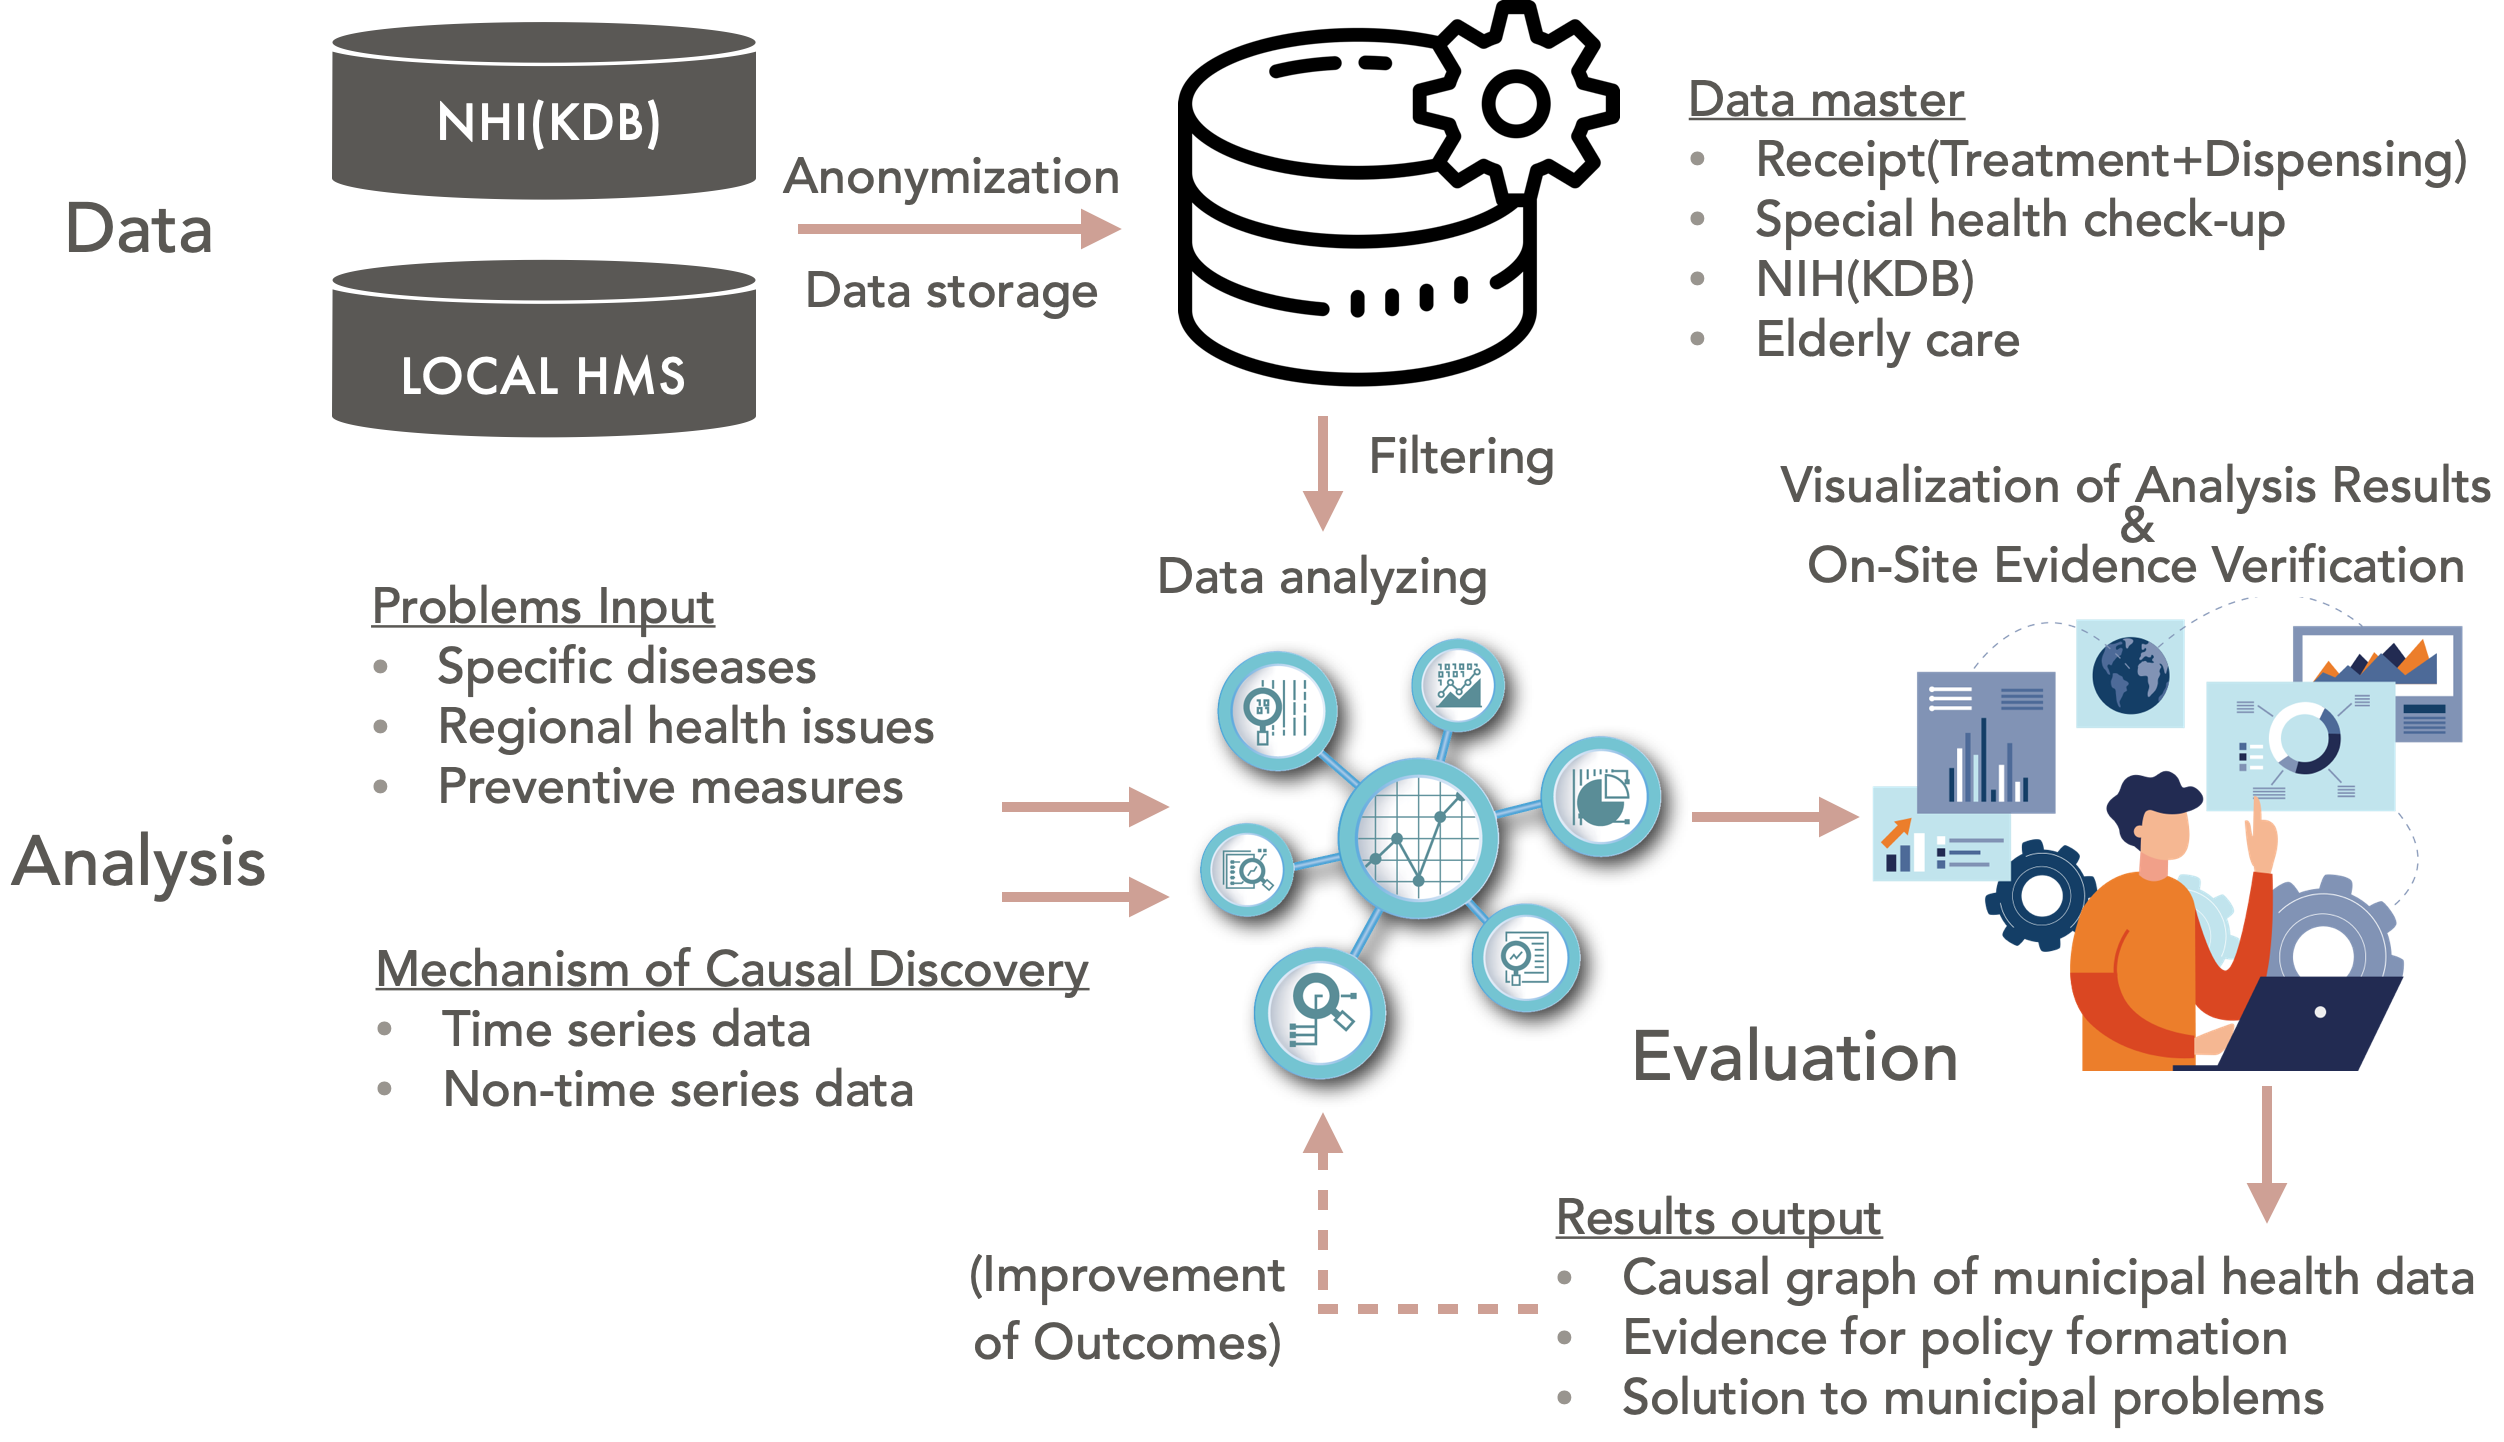 Data
NHI(KDB)
LOCAL HMS
Anonymization
Data storage
Data master
• Receipt(Treatment+Dispensing)
• Special health check-up
• NIH(KDB)
• Elderly care
Filtering
Data analyzing
Visualization of Analysis Results
&
On-Site Evidence Verification
Analysis
Problems Input
• Specific diseases
• Regional health issues
• Preventive measures
Mechanism of Causal Discovery
• Time series data
• Non-time series data
Evaluation
(Improvement
of Outcomes)
Results output
• Causal graph of municipal health data
• Evidence for policy formation
• Solution to municipal problems